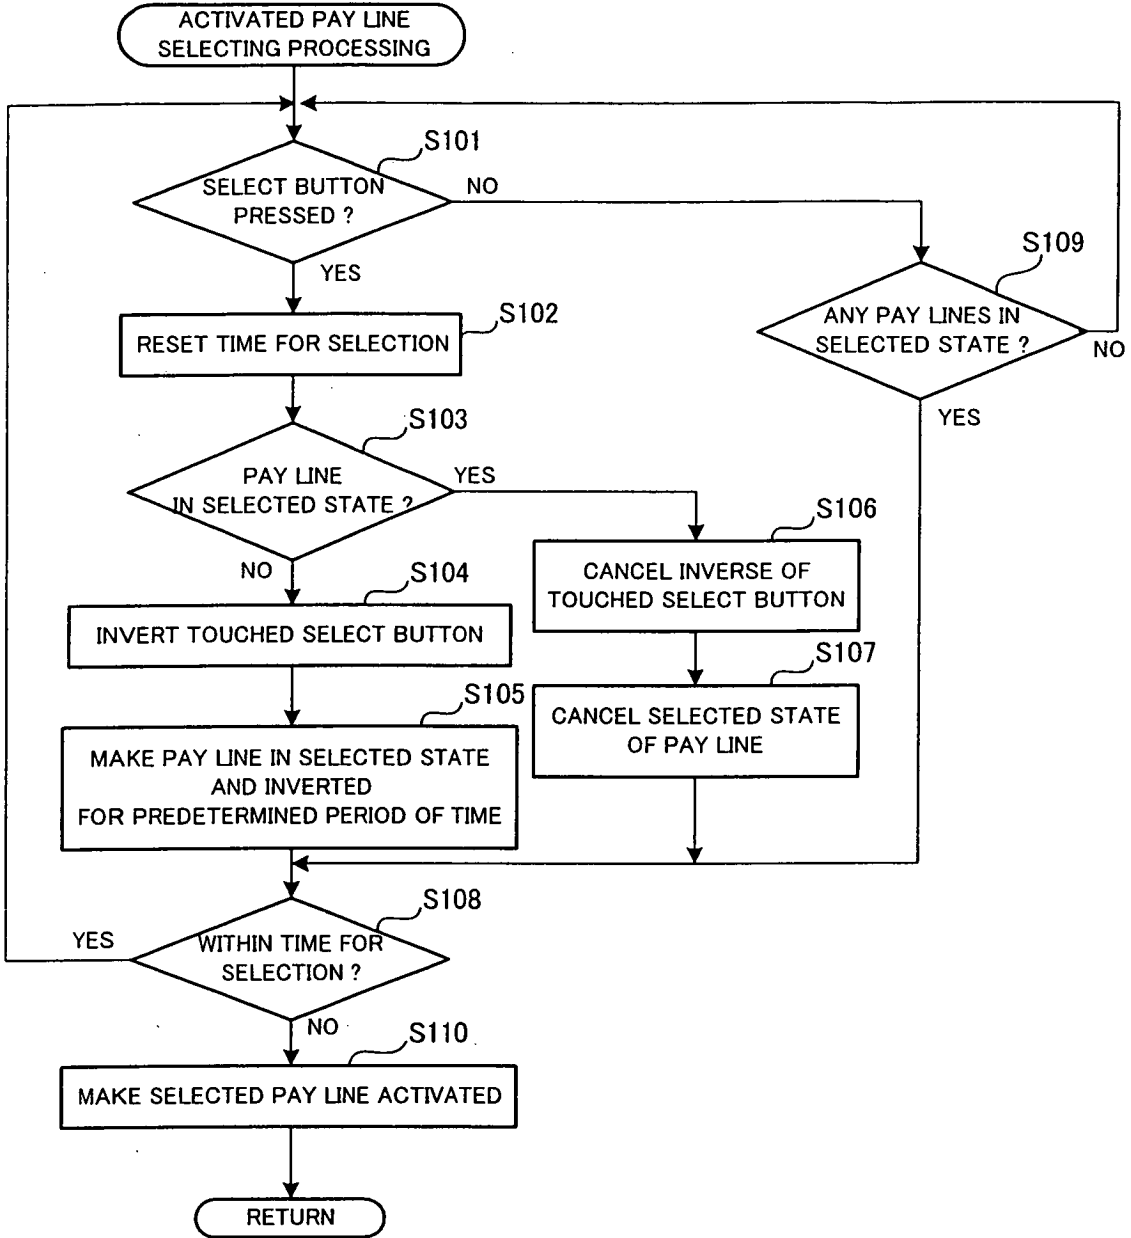 ACTIVATED PAY LINE
SELECTING PROCESSING
S101
SELECT BUTTON
PRESSED ?
NO
YES
S109
ANY PAY LINES IN
SELECTED STATE ?
NO
YES
S102
RESET TIME FOR SELECTION
S103
PAY LINE
IN SELECTED STATE ?
YES
NO
S106
CANCEL INVERSE OF
TOUCHED SELECT BUTTON
S104
INVERT TOUCHED SELECT BUTTON
S107
CANCEL SELECTED STATE
OF PAY LINE
S105
MAKE PAY LINE IN SELECTED STATE
AND INVERTED
FOR PREDETERMINED PERIOD OF TIME
S108
WITHIN TIME FOR
SELECTION ?
YES
NO
S110
MAKE SELECTED PAY LINE ACTIVATED
RETURN